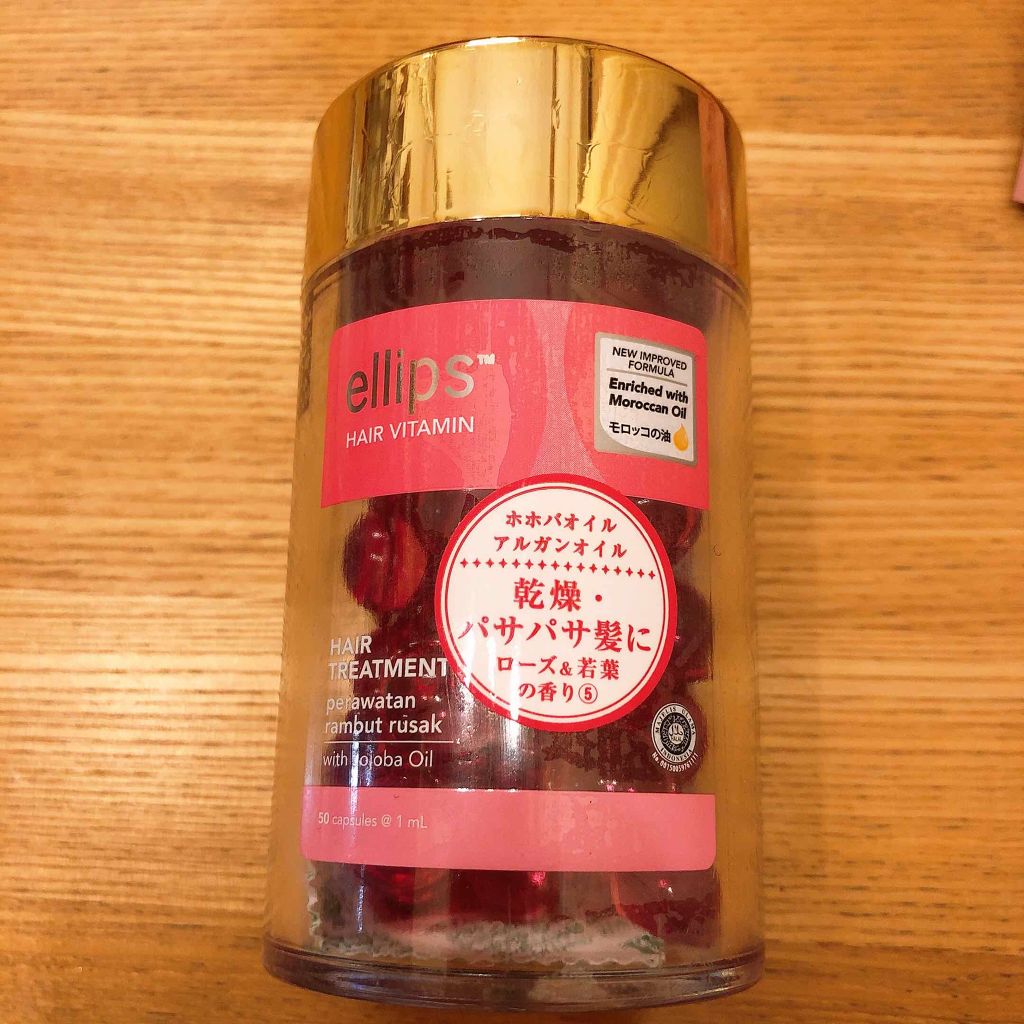 ellips™
HAIR VITAMIN
NEW IMPROVED
FORMULA
Enriched with
Moroccan Oil
モロッコの油
ホホバオイル
アルガンオイル
乾燥・
パサパサ髪に
ローズ&若葉
の香り⑤
HAIR
TREATMENT
perawatan
rambut rusak
with Jojoba Oil
MAJELIS ULAMA
INDONESIA
50 capsules @ 1 mL